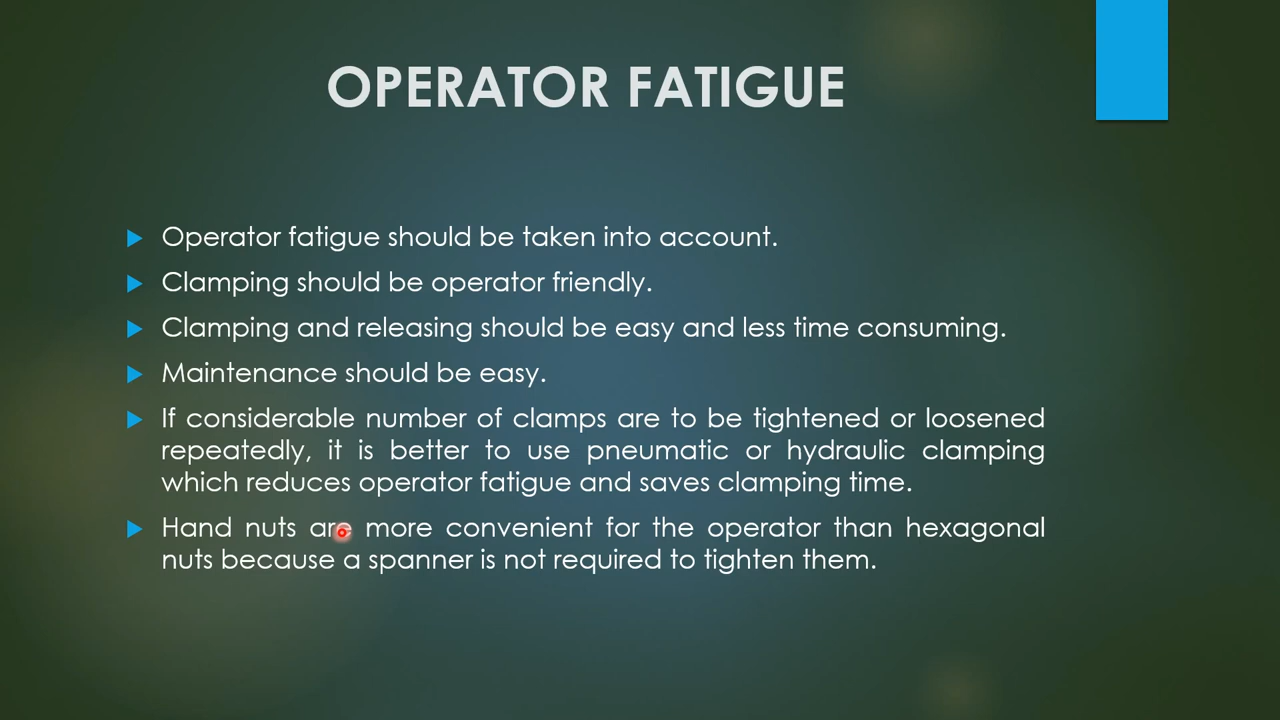 OPERATOR FATIGUE
Operator fatigue should be taken into account.
Clamping should be operator friendly.
Clamping and releasing should be easy and less time consuming.
Maintenance should be easy.
If considerable number of clamps are to be tightened or loosened
repeatedly, it is better to use pneumatic or hydraulic clamping
which reduces operator fatigue and saves clamping time.
Hand nuts are more convenient for the operator than hexagonal
nuts because a spanner is not required to tighten them.